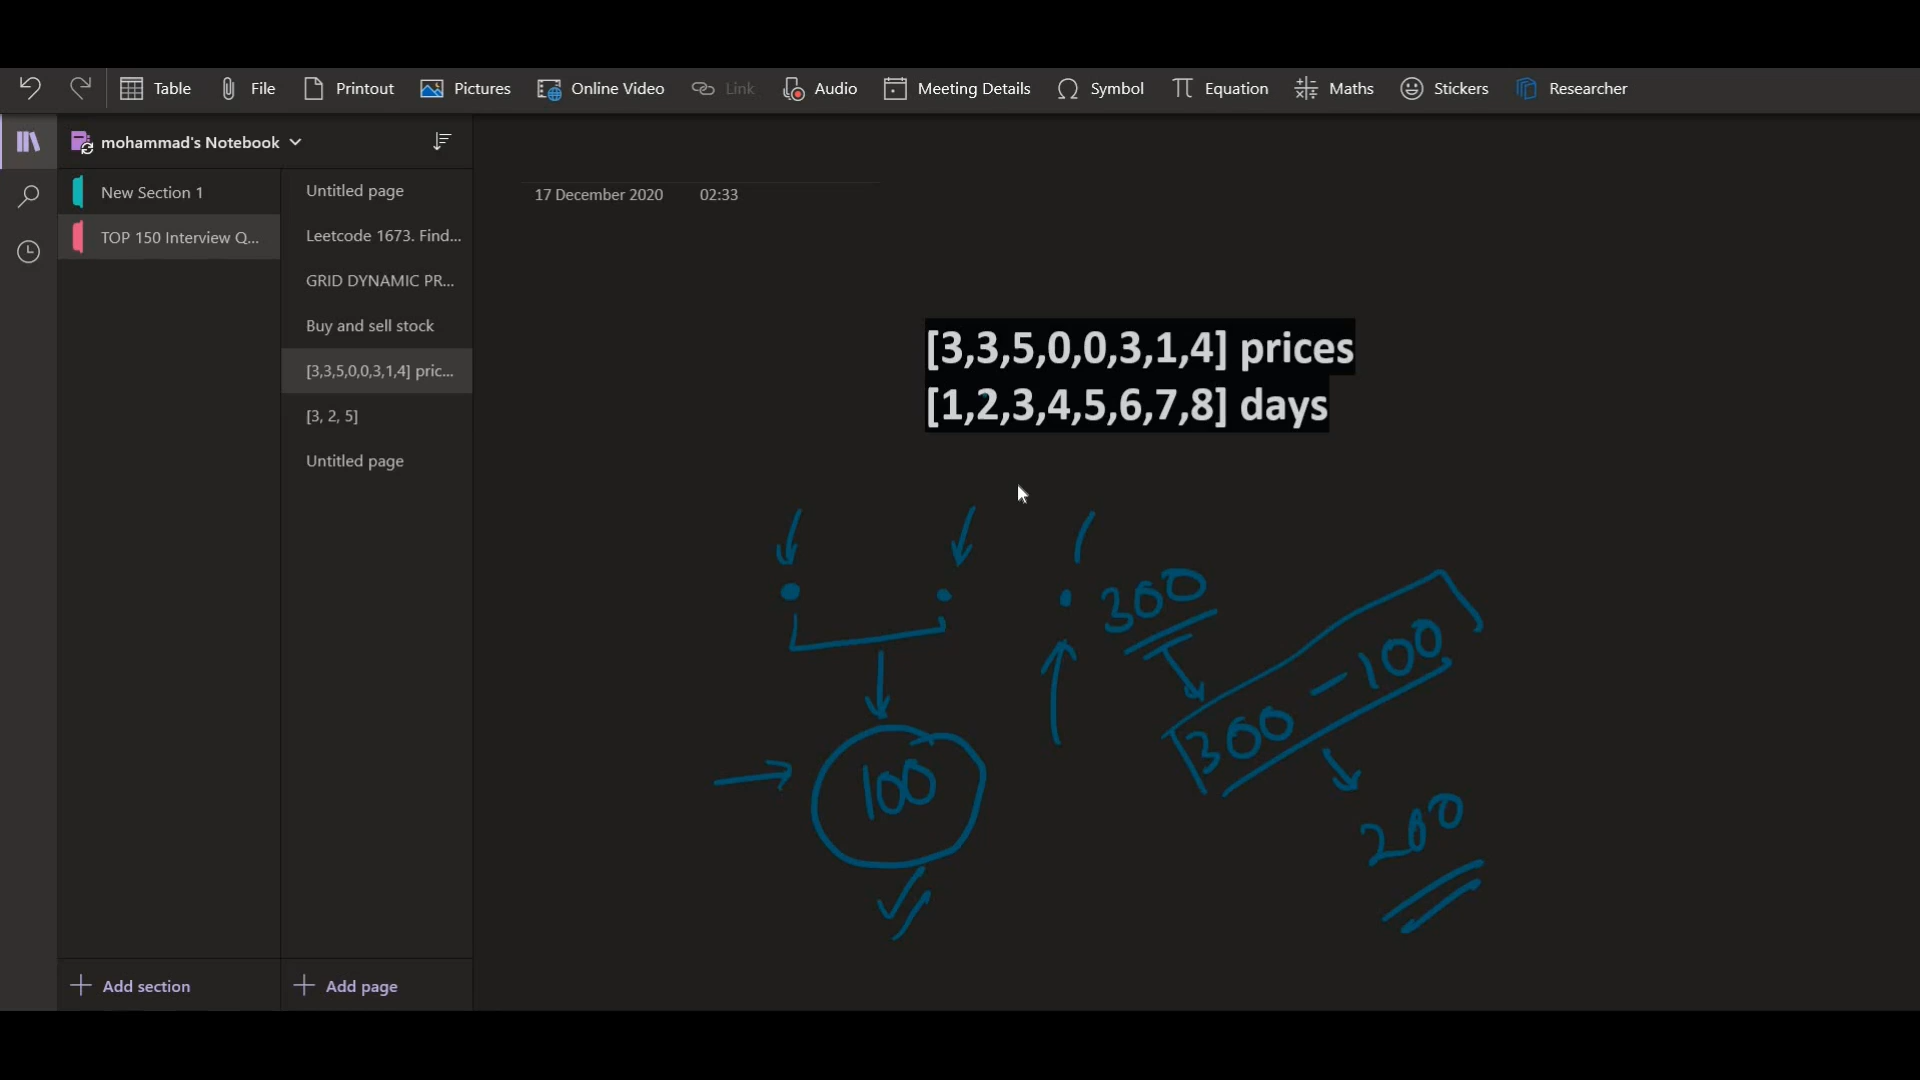 Table File Printout Pictures Online Video Link Audio Meeting Details Symbol Equation Maths Stickers Researcher
mohammad's Notebook
New Section 1
TOP 150 Interview Q...
Untitled page
Leetcode 1673. Find...
GRID DYNAMIC PR...
Buy and sell stock
[3,3,5,0,0,3,1,4] pric...
[3, 2, 5]
Untitled page
Add section
Add page
17 December 2020 02:33
[3,3,5,0,0,3,1,4] prices
[1,2,3,4,5,6,7,8] days
300
300 - 100
100
200